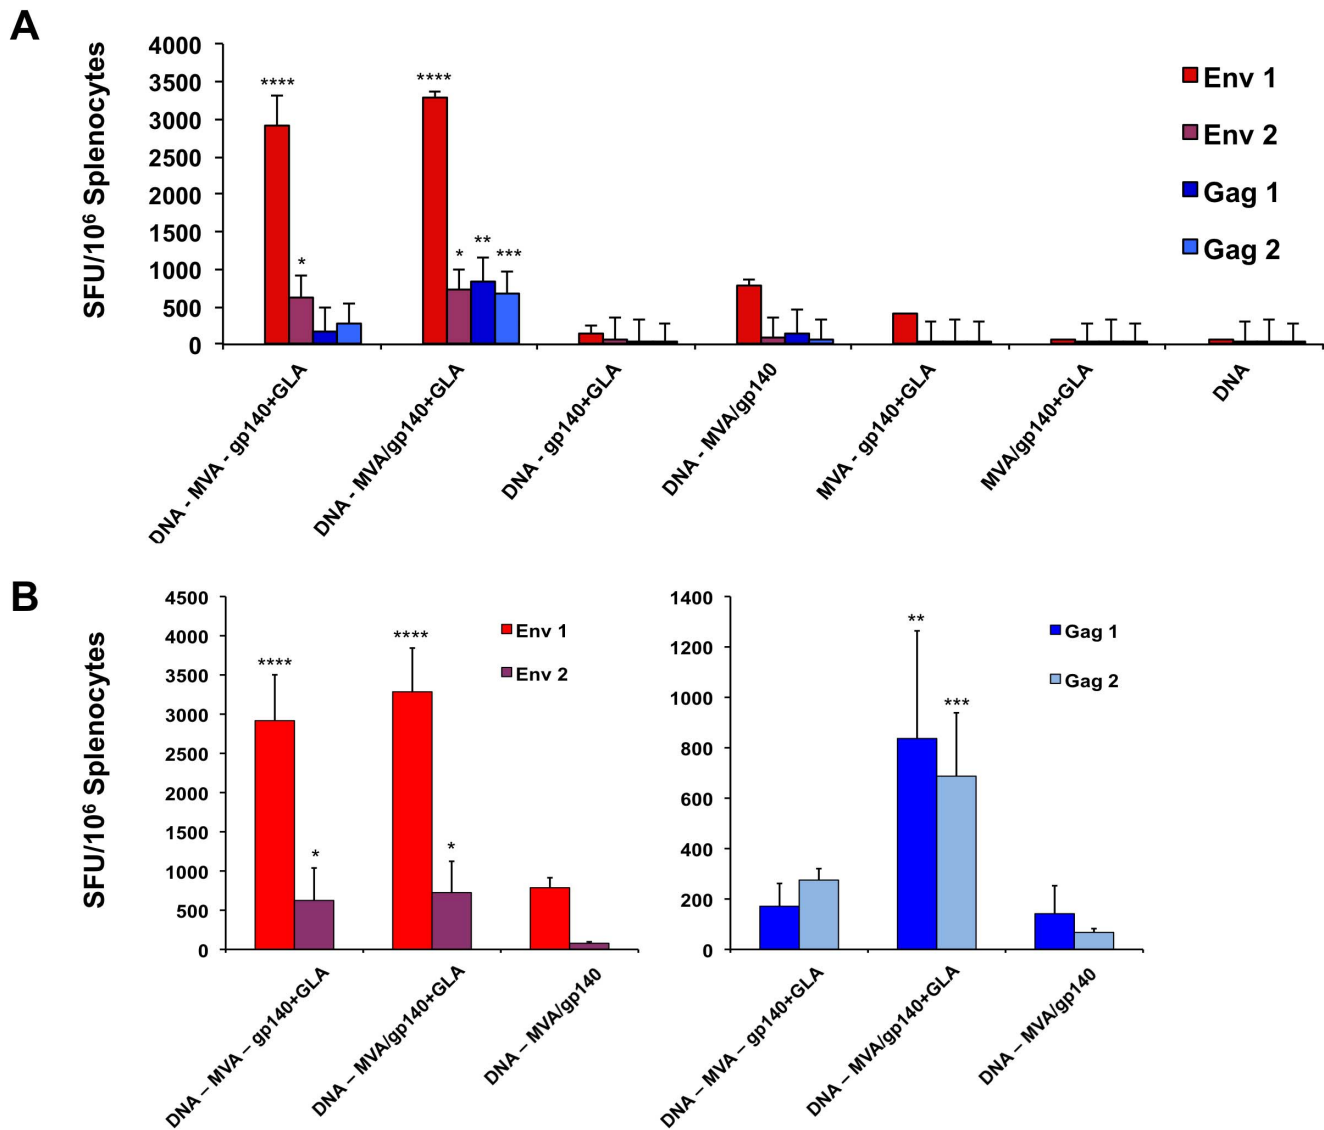 A
SFU/10⁶ Splenocytes
4000
3500
3000
2500
2000
1500
1000
500
0
****
*
****
*
**
***
Env 1
Env 2
Gag 1
Gag 2
DNA - MVA - gp140+GLA
DNA - MVA/gp140+GLA
DNA - gp140+GLA
DNA - MVA/gp140
MVA - gp140+GLA
MVA/gp140+GLA
DNA
B
SFU/10⁶ Splenocytes
4500
4000
3500
3000
2500
2000
1500
1000
500
0
****
*
****
*
Env 1
Env 2
DNA – MVA – gp140+GLA
DNA – MVA/gp140+GLA
DNA – MVA/gp140
1400
1200
1000
800
600
400
200
0
**
***
Gag 1
Gag 2
DNA – MVA – gp140+GLA
DNA – MVA/gp140+GLA
DNA – MVA/gp140